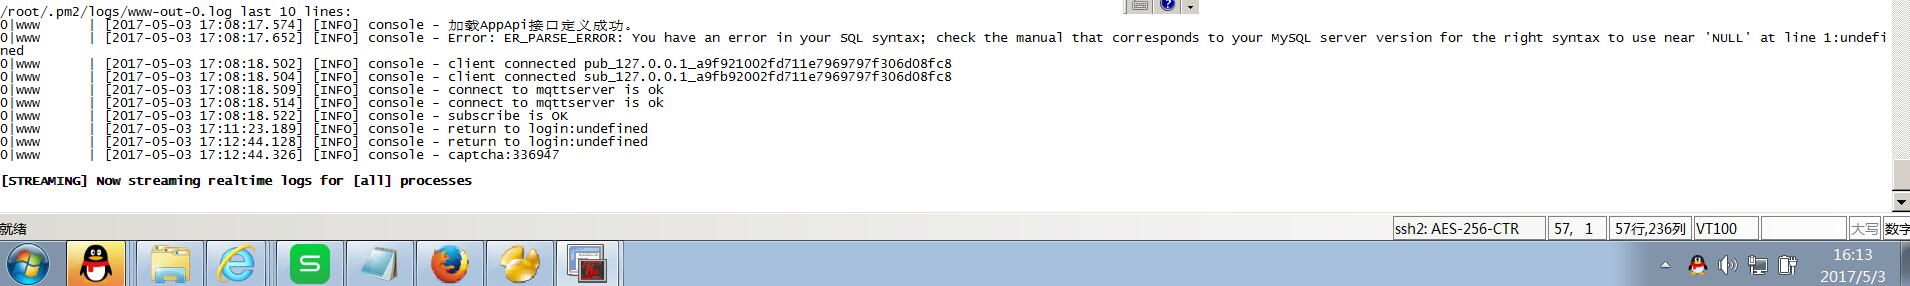 /root/.pm2/logs/www-out-0.log last 10 lines:
0|www      | [2017-05-03 17:08:17.574] [INFO] console - 加载AppApi接口定义成功。
0|www      | [2017-05-03 17:08:17.652] [INFO] console - Error: ER_PARSE_ERROR: You have an error in your SQL syntax; check the manual that corresponds to your MySQL server version for the right syntax to use near 'NULL' at line 1:undefi
ned
0|www      | [2017-05-03 17:08:18.502] [INFO] console - client connected pub_127.0.0.1_a9f921002fd711e7969797f306d08fc8
0|www      | [2017-05-03 17:08:18.504] [INFO] console - client connected sub_127.0.0.1_a9fb92002fd711e7969797f306d08fc8
0|www      | [2017-05-03 17:08:18.509] [INFO] console - connect to mqttserver is ok
0|www      | [2017-05-03 17:08:18.514] [INFO] console - connect to mqttserver is ok
0|www      | [2017-05-03 17:08:18.522] [INFO] console - subscribe is OK
0|www      | [2017-05-03 17:11:23.189] [INFO] console - return to login:undefined
0|www      | [2017-05-03 17:12:44.128] [INFO] console - return to login:undefined
0|www      | [2017-05-03 17:12:44.326] [INFO] console - captcha:336947
[STREAMING] Now streaming realtime logs for [all] processes
就绪 ssh2: AES-256-CTR 57, 1 57行,236列 VT100 大写 数字
16:13
2017/5/3